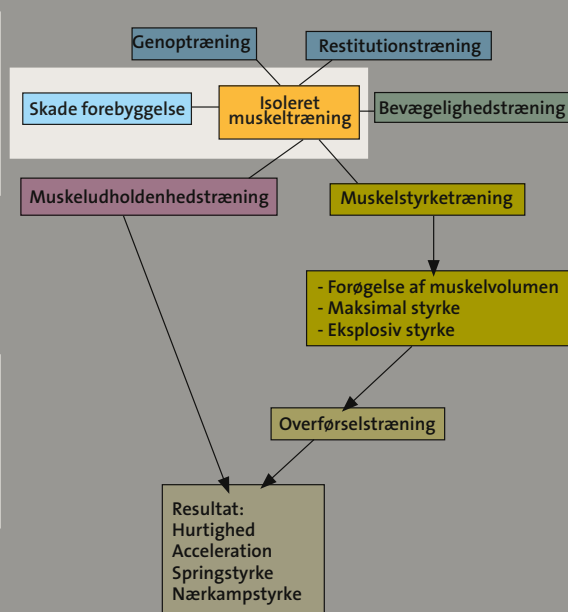 Genoptræning
Restitutionstræning
Skade forebyggelse
Isoleret
muskeltræning
Bevægelighedstræning
Muskeludholdenhedstræning
Muskelstyrketræning
- Forøgelse af muskelvolumen
- Maksimal styrke
- Eksplosiv styrke
Overførselstræning
Resultat:
Hurtighed
Acceleration
Springstyrke
Nærkampstyrke